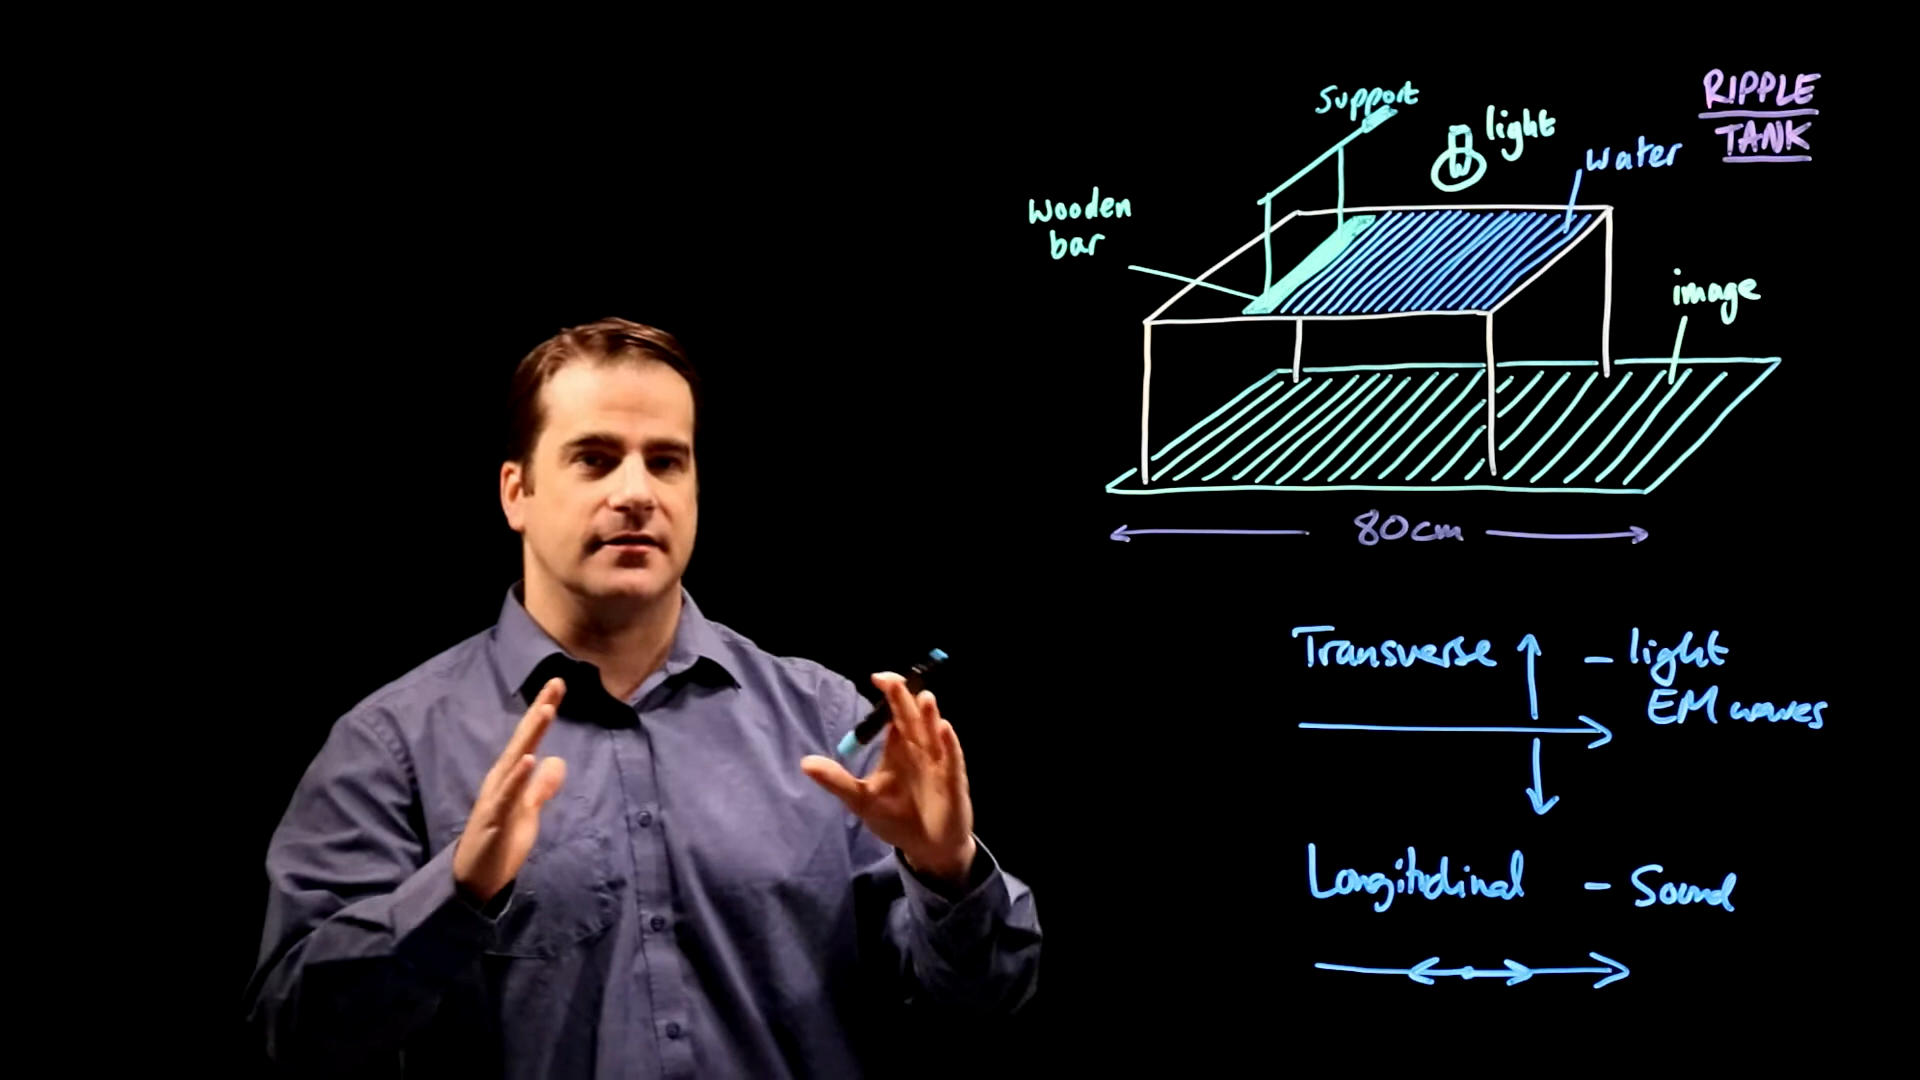 RIPPLE
TANK
Support
light
water
Wooden
bar
image
80cm
Transverse - light
EM waves
Longitudinal - Sound